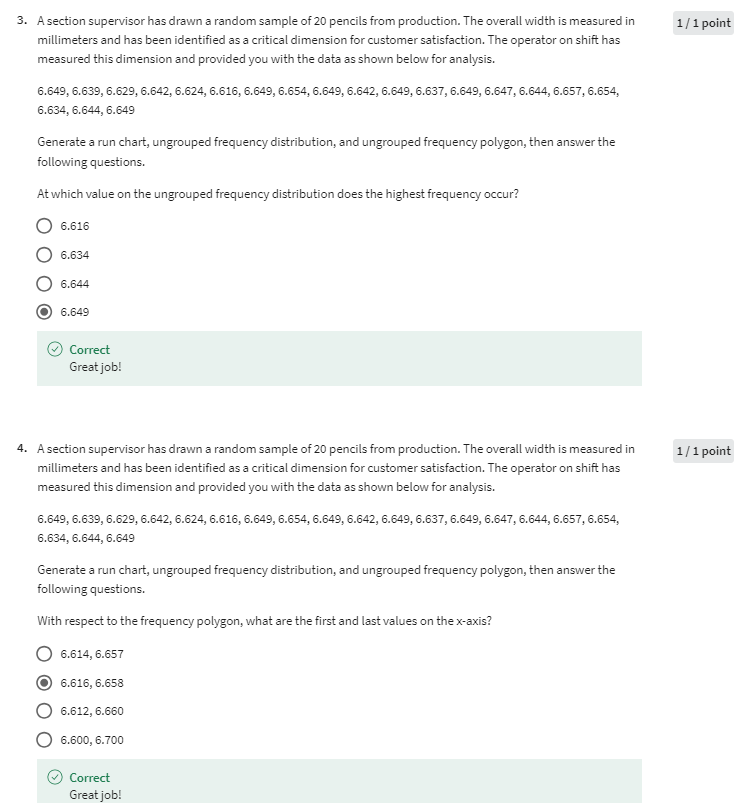 3. A section supervisor has drawn a random sample of 20 pencils from production. The overall width is measured in
1 / 1 point
millimeters and has been identified as a critical dimension for customer satisfaction. The operator on shift has
measured this dimension and provided you with the data as shown below for analysis.
6.649, 6.639, 6.629, 6.642, 6.624, 6.616, 6.649, 6.654, 6.649, 6.642, 6.649, 6.637, 6.649, 6.647, 6.644, 6.657, 6.654,
6.634, 6.644, 6.649
Generate a run chart, ungrouped frequency distribution, and ungrouped frequency polygon, then answer the
following questions.
At which value on the ungrouped frequency distribution does the highest frequency occur?
6.616
6.634
6.644
6.649
Correct
Great job!
4. A section supervisor has drawn a random sample of 20 pencils from production. The overall width is measured in
1 / 1 point
millimeters and has been identified as a critical dimension for customer satisfaction. The operator on shift has
measured this dimension and provided you with the data as shown below for analysis.
6.649, 6.639, 6.629, 6.642, 6.624, 6.616, 6.649, 6.654, 6.649, 6.642, 6.649, 6.637, 6.649, 6.647, 6.644, 6.657, 6.654,
6.634, 6.644, 6.649
Generate a run chart, ungrouped frequency distribution, and ungrouped frequency polygon, then answer the
following questions.
With respect to the frequency polygon, what are the first and last values on the x-axis?
6.614, 6.657
6.616, 6.658
6.612, 6.660
6.600, 6.700
Correct
Great job!